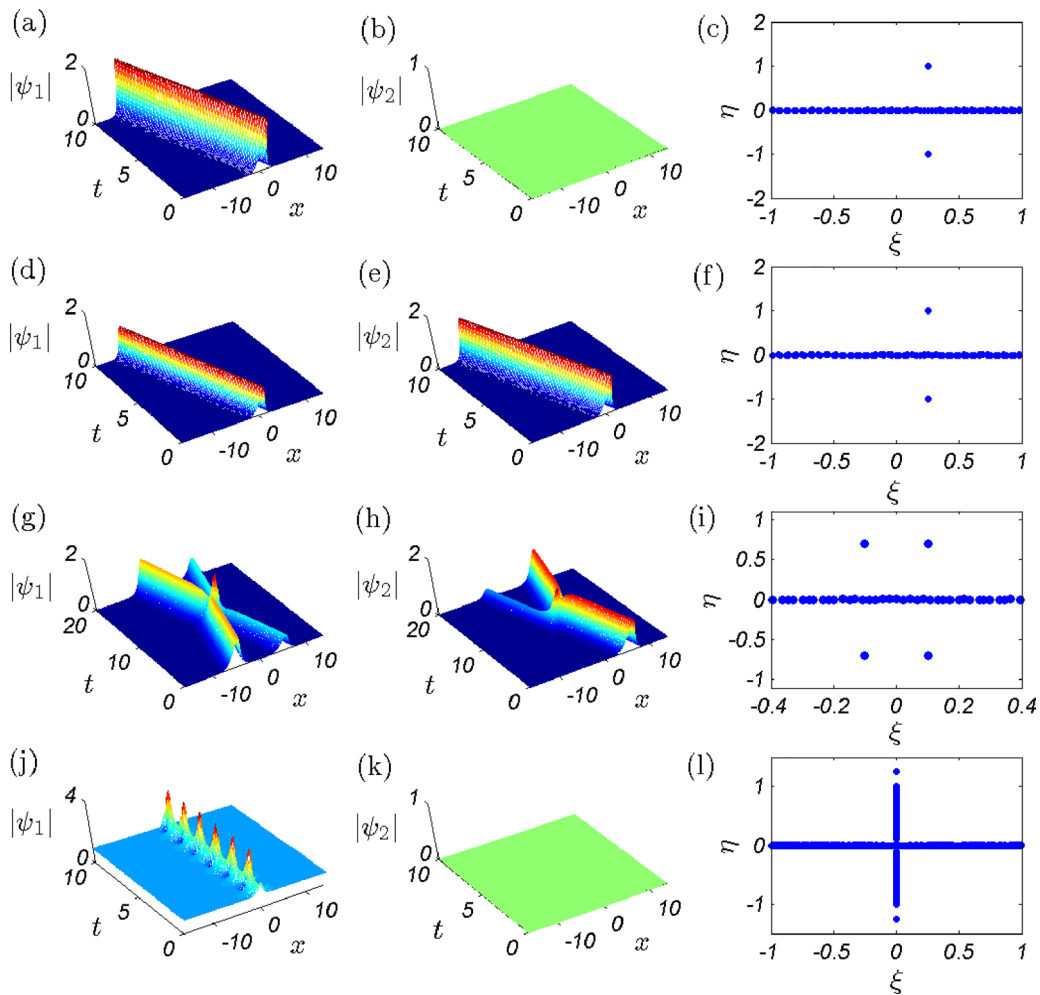 (a) (b) (c)
|ψ₁| 2 0 10 5 0 t -10 0 10 x
|ψ₂| 1 0 10 5 0 t -10 0 10 x
η 2 1 0 -1 -2 -1 -0.5 0 0.5 1 ξ
(d) (e) (f)
|ψ₁| 2 0 10 5 0 t -10 0 10 x
|ψ₂| 2 0 10 5 0 t -10 0 10 x
η 2 1 0 -1 -2 -1 -0.5 0 0.5 1 ξ
(g) (h) (i)
|ψ₁| 2 0 20 10 0 t -10 0 10 x
|ψ₂| 2 0 20 10 0 t -10 0 10 x
η 1 0.5 0 -0.5 -1 -0.4 -0.2 0 0.2 0.4 ξ
(j) (k) (l)
|ψ₁| 4 0 10 5 0 t -10 0 10 x
|ψ₂| 1 0 10 5 0 t -10 0 10 x
η 1 0 -1 -1 -0.5 0 0.5 1 ξ